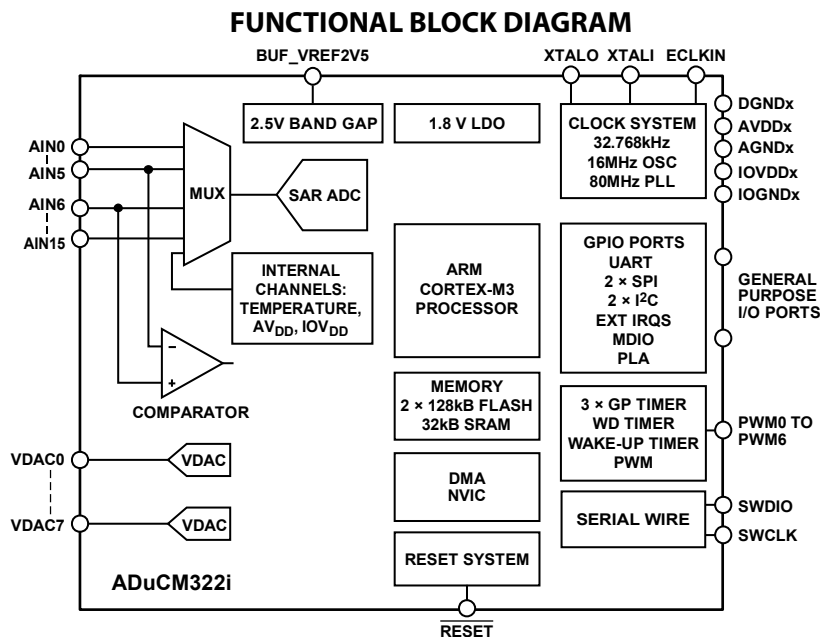 FUNCTIONAL BLOCK DIAGRAM
BUF_VREF2V5
XTALO
XTALI
ECLKIN
2.5V BAND GAP
1.8 V LDO
CLOCK SYSTEM
32.768kHz
16MHz OSC
80MHz PLL
DGNDx
AVDDx
AGNDx
IOVDDx
IOGNDx
AIN0
AIN5
AIN6
AIN15
MUX
SAR ADC
INTERNAL
CHANNELS:
TEMPERATURE,
AVDD, IOVDD
ARM
CORTEX-M3
PROCESSOR
GPIO PORTS
UART
2 × SPI
2 × I2C
EXT IRQS
MDIO
PLA
GENERAL
PURPOSE
I/O PORTS
–
+
COMPARATOR
MEMORY
2 × 128kB FLASH
32kB SRAM
3 × GP TIMER
WD TIMER
WAKE-UP TIMER
PWM
PWM0 TO
PWM6
VDAC0
VDAC
VDAC7
VDAC
DMA
NVIC
SERIAL WIRE
SWDIO
SWCLK
RESET SYSTEM
ADuCM322i
RESET